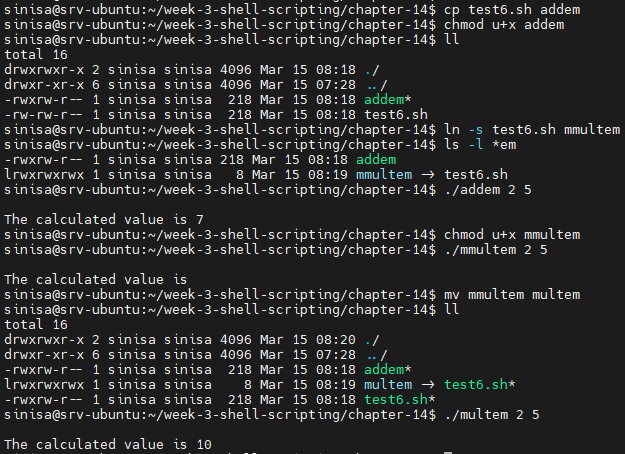 sinisa@srv-ubuntu:~/week-3-shell-scripting/chapter-14$ cp test6.sh addem
sinisa@srv-ubuntu:~/week-3-shell-scripting/chapter-14$ chmod u+x addem
sinisa@srv-ubuntu:~/week-3-shell-scripting/chapter-14$ ll
total 16
drwxrwxr-x 2 sinisa sinisa 4096 Mar 15 08:18 ./
drwxr-xr-x 6 sinisa sinisa 4096 Mar 15 07:28 ../
-rwxrw-r-- 1 sinisa sinisa  218 Mar 15 08:18 addem*
-rw-rw-r-- 1 sinisa sinisa  218 Mar 15 08:18 test6.sh
sinisa@srv-ubuntu:~/week-3-shell-scripting/chapter-14$ ln -s test6.sh mmultem
sinisa@srv-ubuntu:~/week-3-shell-scripting/chapter-14$ ls -l *em
-rwxrw-r-- 1 sinisa sinisa 218 Mar 15 08:18 addem
lrwxrwxrwx 1 sinisa sinisa   8 Mar 15 08:19 mmultem -> test6.sh
sinisa@srv-ubuntu:~/week-3-shell-scripting/chapter-14$ ./addem 2 5
The calculated value is 7
sinisa@srv-ubuntu:~/week-3-shell-scripting/chapter-14$ chmod u+x mmultem
sinisa@srv-ubuntu:~/week-3-shell-scripting/chapter-14$ ./mmultem 2 5
The calculated value is
sinisa@srv-ubuntu:~/week-3-shell-scripting/chapter-14$ mv mmultem multem
sinisa@srv-ubuntu:~/week-3-shell-scripting/chapter-14$ ll
total 16
drwxrwxr-x 2 sinisa sinisa 4096 Mar 15 08:20 ./
drwxr-xr-x 6 sinisa sinisa 4096 Mar 15 07:28 ../
-rwxrw-r-- 1 sinisa sinisa  218 Mar 15 08:18 addem*
lrwxrwxrwx 1 sinisa sinisa    8 Mar 15 08:19 multem -> test6.sh*
-rwxrw-r-- 1 sinisa sinisa  218 Mar 15 08:18 test6.sh*
sinisa@srv-ubuntu:~/week-3-shell-scripting/chapter-14$ ./multem 2 5
The calculated value is 10